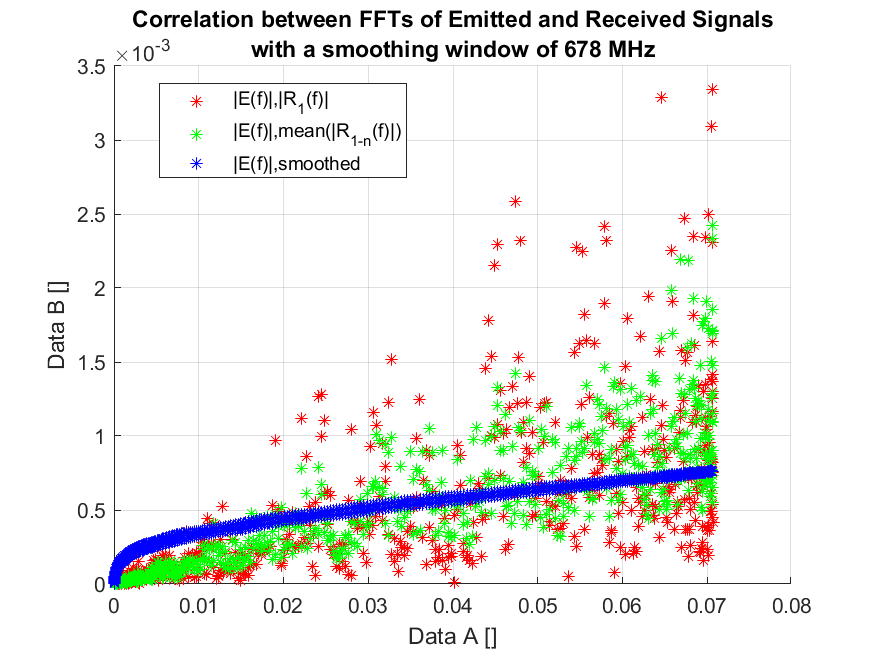 Correlation between FFTs of Emitted and Received Signals
with a smoothing window of 678 MHz
×10⁻³
3.5
|E(f)|,|R₁(f)|
|E(f)|,mean(|R₁₋ₙ(f)|)
|E(f)|,smoothed
3
2.5
2
1.5
1
0.5
0
Data B []
0 0.01 0.02 0.03 0.04 0.05 0.06 0.07 0.08
Data A []